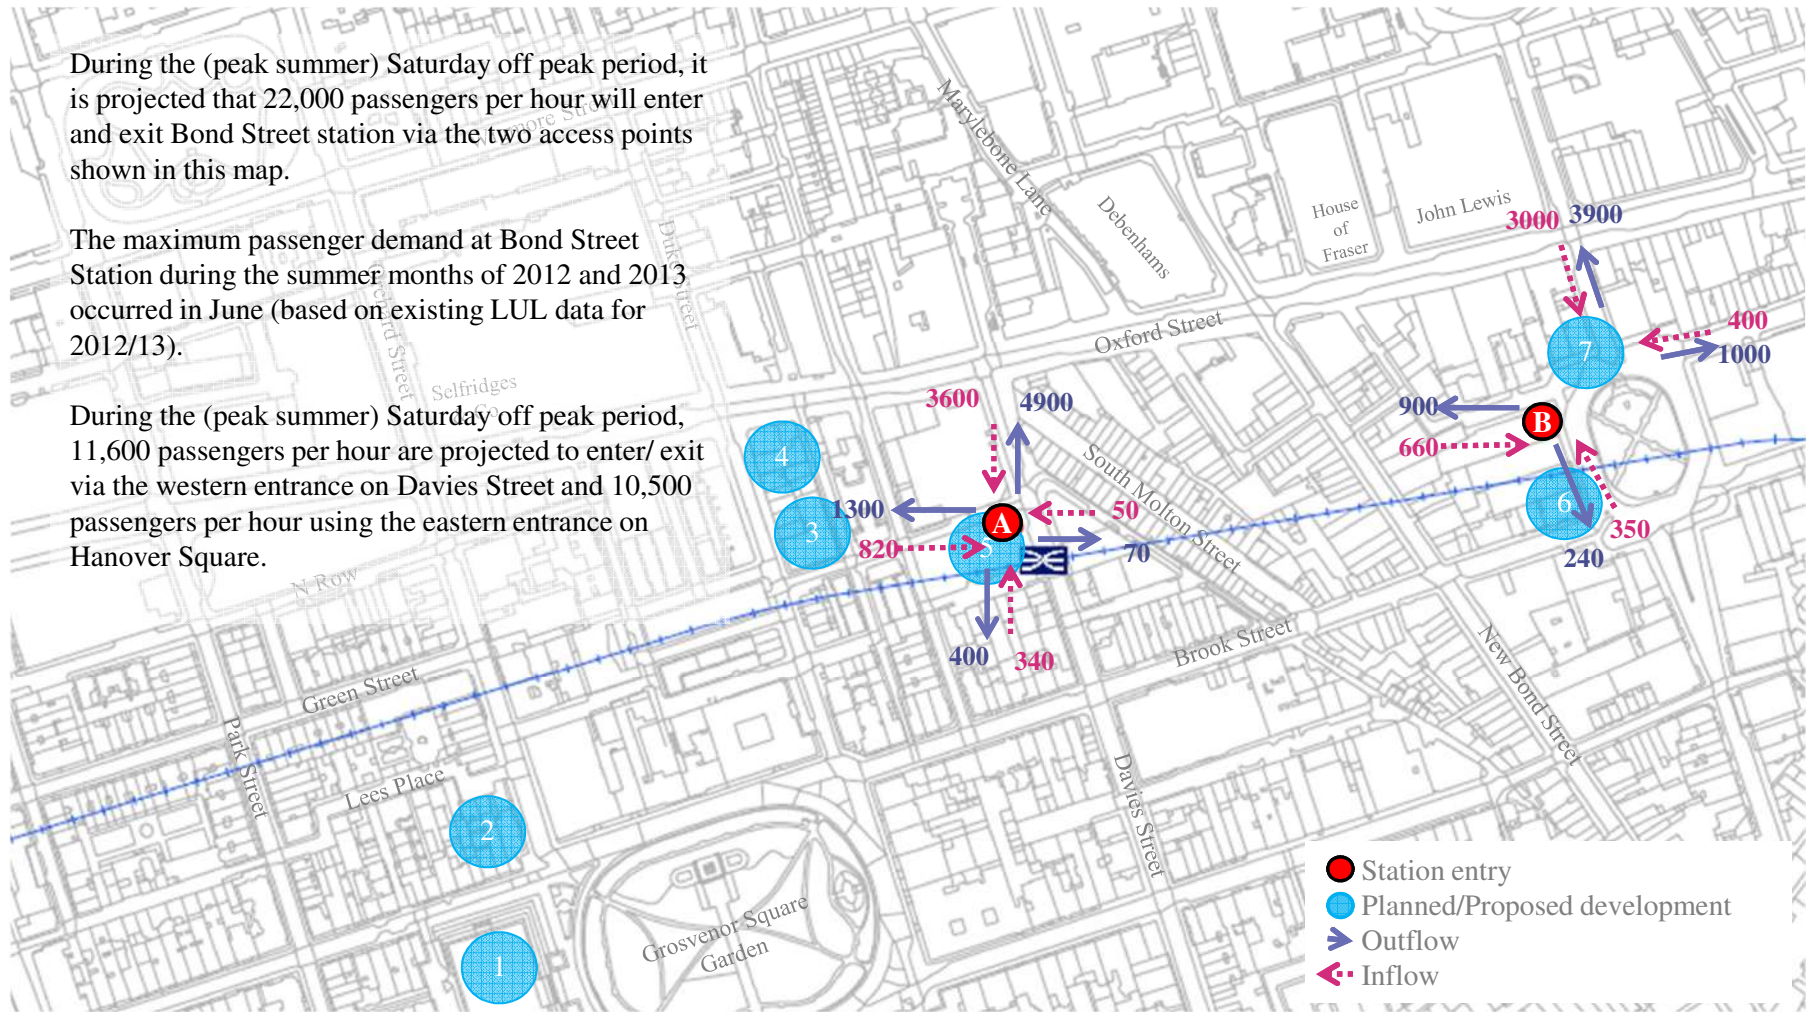 During the (peak summer) Saturday off peak period, it
is projected that 22,000 passengers per hour will enter
and exit Bond Street station via the two access points
shown in this map.
The maximum passenger demand at Bond Street
Station during the summer months of 2012 and 2013
occurred in June (based on existing LUL data for
2012/13).
During the (peak summer) Saturday off peak period,
11,600 passengers per hour are projected to enter/ exit
via the western entrance on Davies Street and 10,500
passengers per hour using the eastern entrance on
Hanover Square.
Duke Street
Selfridges
N Row
Green Street
Park Street
Lees Place
Grosvenor Square
Garden
Marylebone Lane
Debenhams
House
of
Fraser
John Lewis
Oxford Street
South Molton Street
Brook Street
Davies Street
New Bond Street
3000
3900
400
1000
7
900
B
660
6
350
240
3600
4900
4
1300
A
50
3
820
5
70
400
340
2
1
Station entry
Planned/Proposed development
Outflow
Inflow